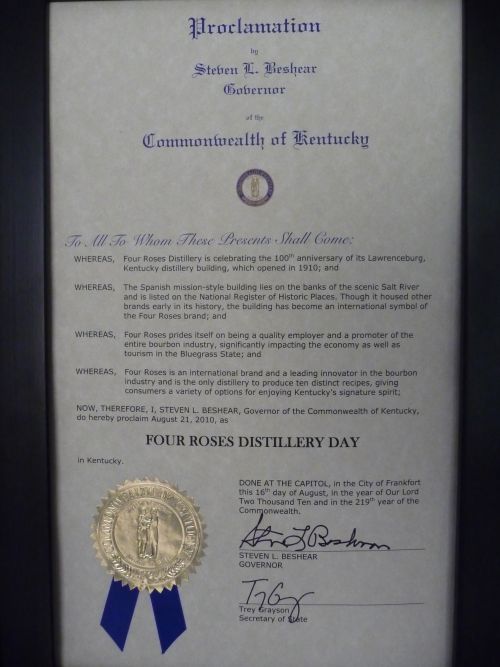 Proclamation
by
Steven L. Beshear
Governor
of the
Commonwealth of Kentucky
To All To Whom These Presents Shall Come:
WHEREAS, Four Roses Distillery is celebrating the 100th anniversary of its Lawrenceburg,
Kentucky distillery building, which opened in 1910; and
WHEREAS, The Spanish mission-style building lies on the banks of the scenic Salt River
and is listed on the National Register of Historic Places. Though it housed other
brands early in its history, the building has become an international symbol of
the Four Roses brand; and
WHEREAS, Four Roses prides itself on being a quality employer and a promoter of the
entire bourbon industry, significantly impacting the economy as well as
tourism in the Bluegrass State; and
WHEREAS, Four Roses is an international brand and a leading innovator in the bourbon
industry and is the only distillery to produce ten distinct recipes, giving
consumers a variety of options for enjoying Kentucky's signature spirit;
NOW, THEREFORE, I, STEVEN L. BESHEAR, Governor of the Commonwealth of Kentucky,
do hereby proclaim August 21, 2010, as
FOUR ROSES DISTILLERY DAY
in Kentucky.
DONE AT THE CAPITOL, in the City of Frankfort
this 16th day of August, in the year of Our Lord
Two Thousand Ten and in the 219th year of the
Commonwealth.
STEVEN L. BESHEAR
GOVERNOR
Trey Grayson
Secretary of State